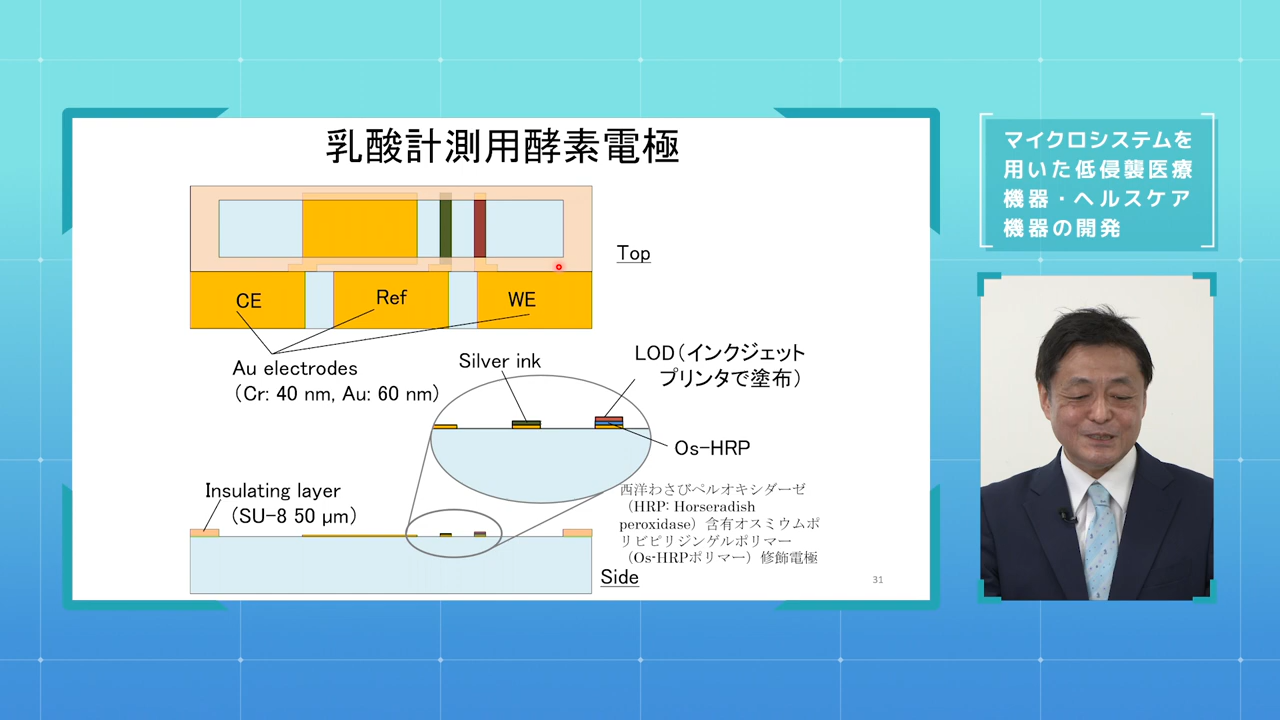 乳酸計測用酵素電極
Top
CE
Ref
WE
Au electrodes
(Cr: 40 nm, Au: 60 nm)
Silver ink
LOD(インクジェット
プリンタで塗布)
Os-HRP
Insulating layer
(SU-8 50 μm)
西洋わさびペルオキシダーゼ
(HRP: Horseradish
peroxidase)含有オスミウムポ
リビピリジンゲルポリマー
(Os-HRPポリマー)修飾電極
Side
31
マイクロシステムを
用いた低侵襲医療
機器・ヘルスケア
機器の開発